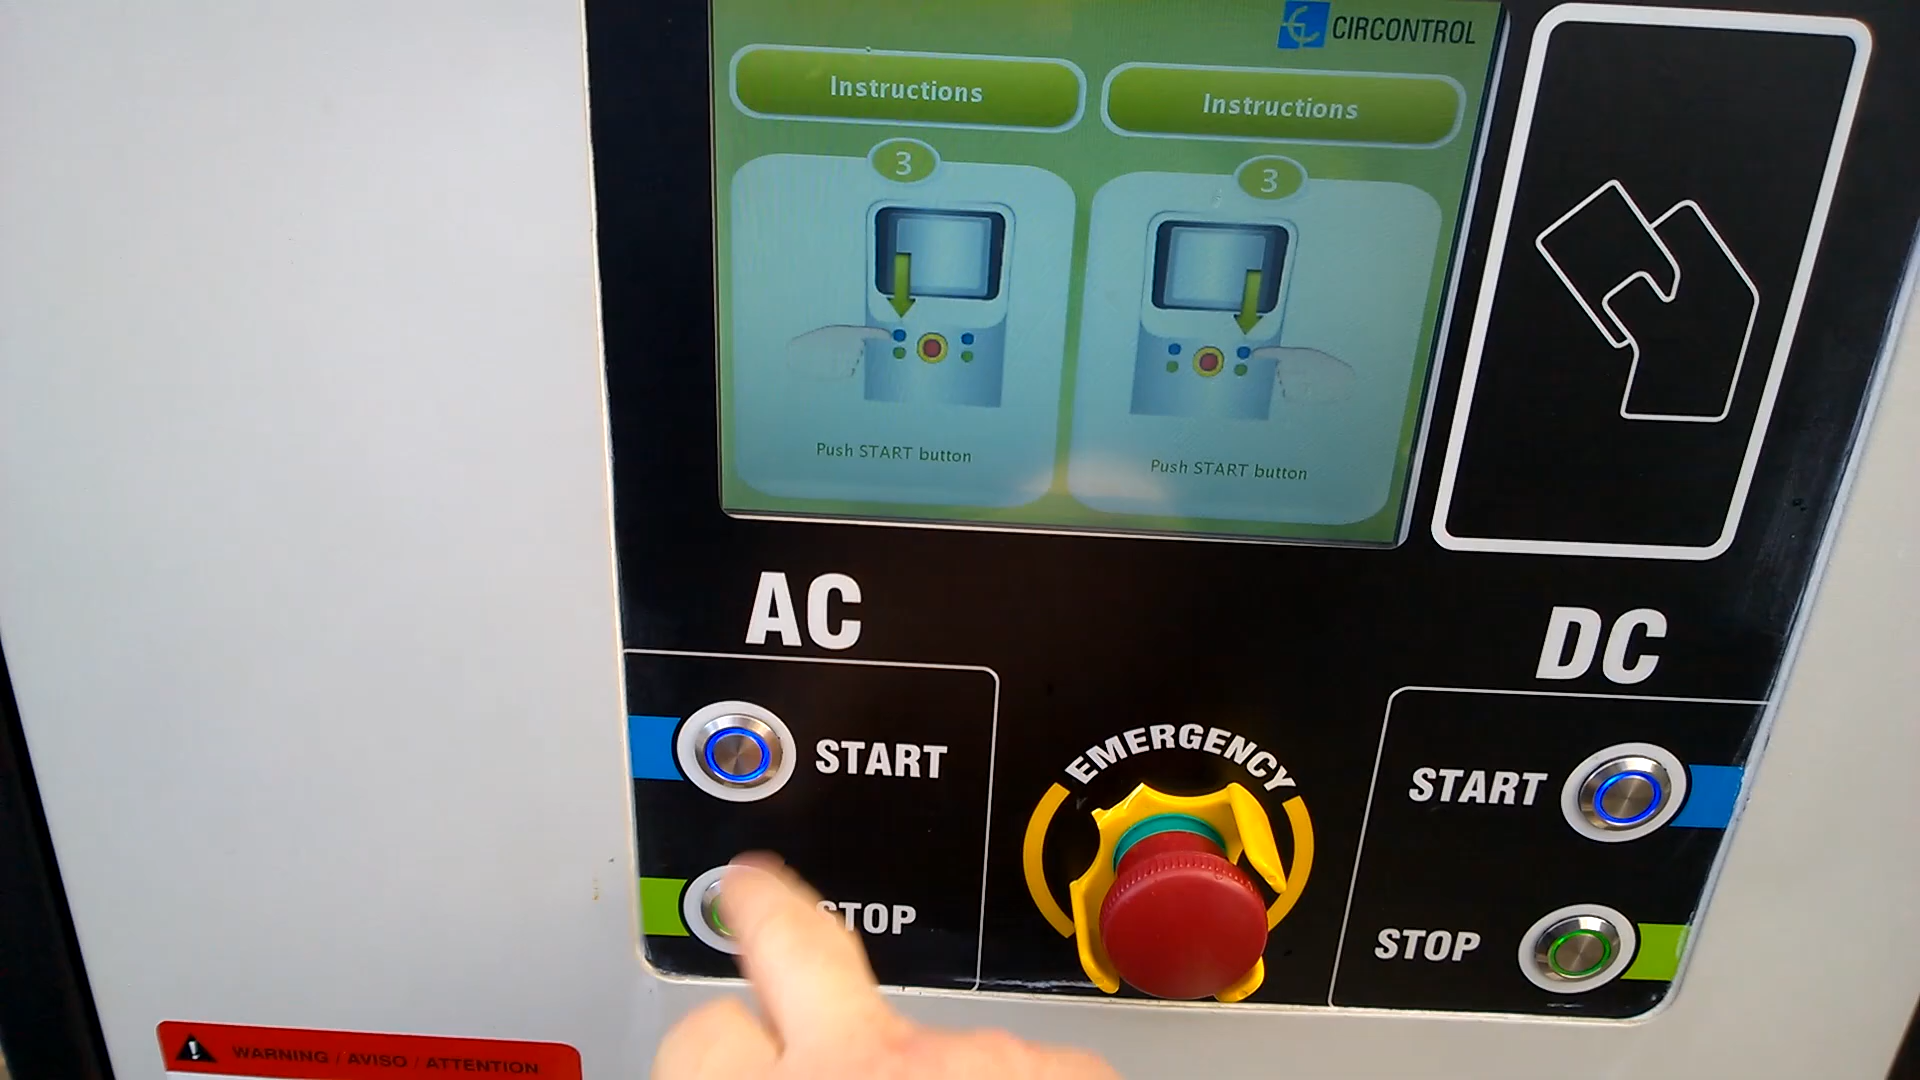 CIRCONTROL
Instructions
Instructions
3
3
Push START button
Push START button
AC
DC
START
EMERGENCY
START
STOP
STOP
WARNING / AVISO / ATTENTION